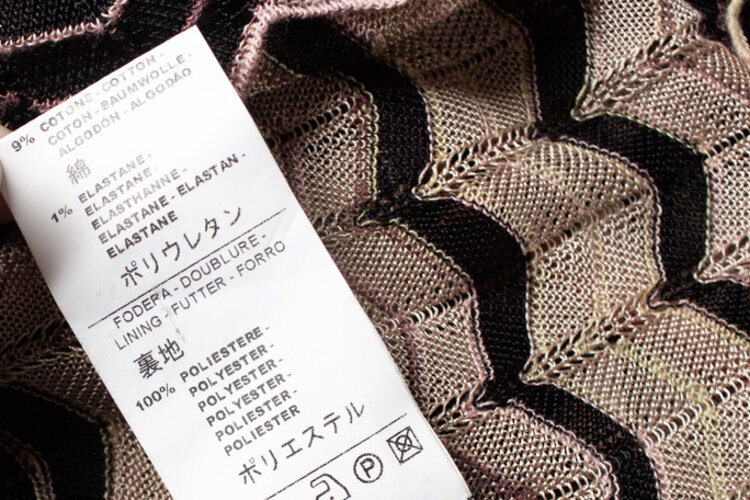 9% COTONE - COTTON -
COTON - BAUMWOLLE -
ALGODÓN - ALGODÃO
綿
1% ELASTANE -
ELASTANE -
ELASTHANNE -
ELASTANE - ELASTAN -
ELASTANE
ポリウレタン
FODERA - DOUBLURE -
LINING - FUTTER - FORRO
裏地
100% POLIESTERE -
POLYESTER -
POLYESTER -
POLYESTER -
POLIESTER -
POLIESTER
ポリエステル
P